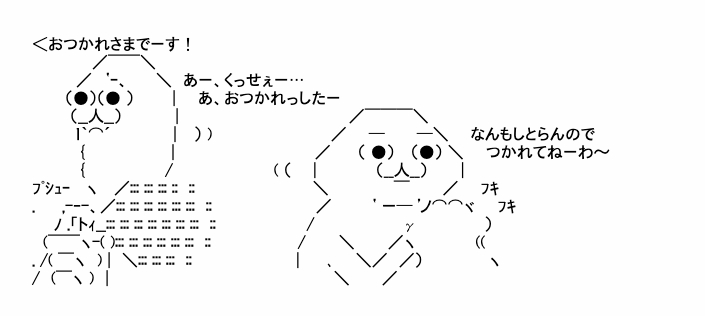 ＜おつかれさまでーす！
あー、くっせぇー…
あ、おつかれっしたー
なんもしとらんので
つかれてねーわ～
ﾌﾟｼｭｰ
ﾌｷ
ﾌｷ